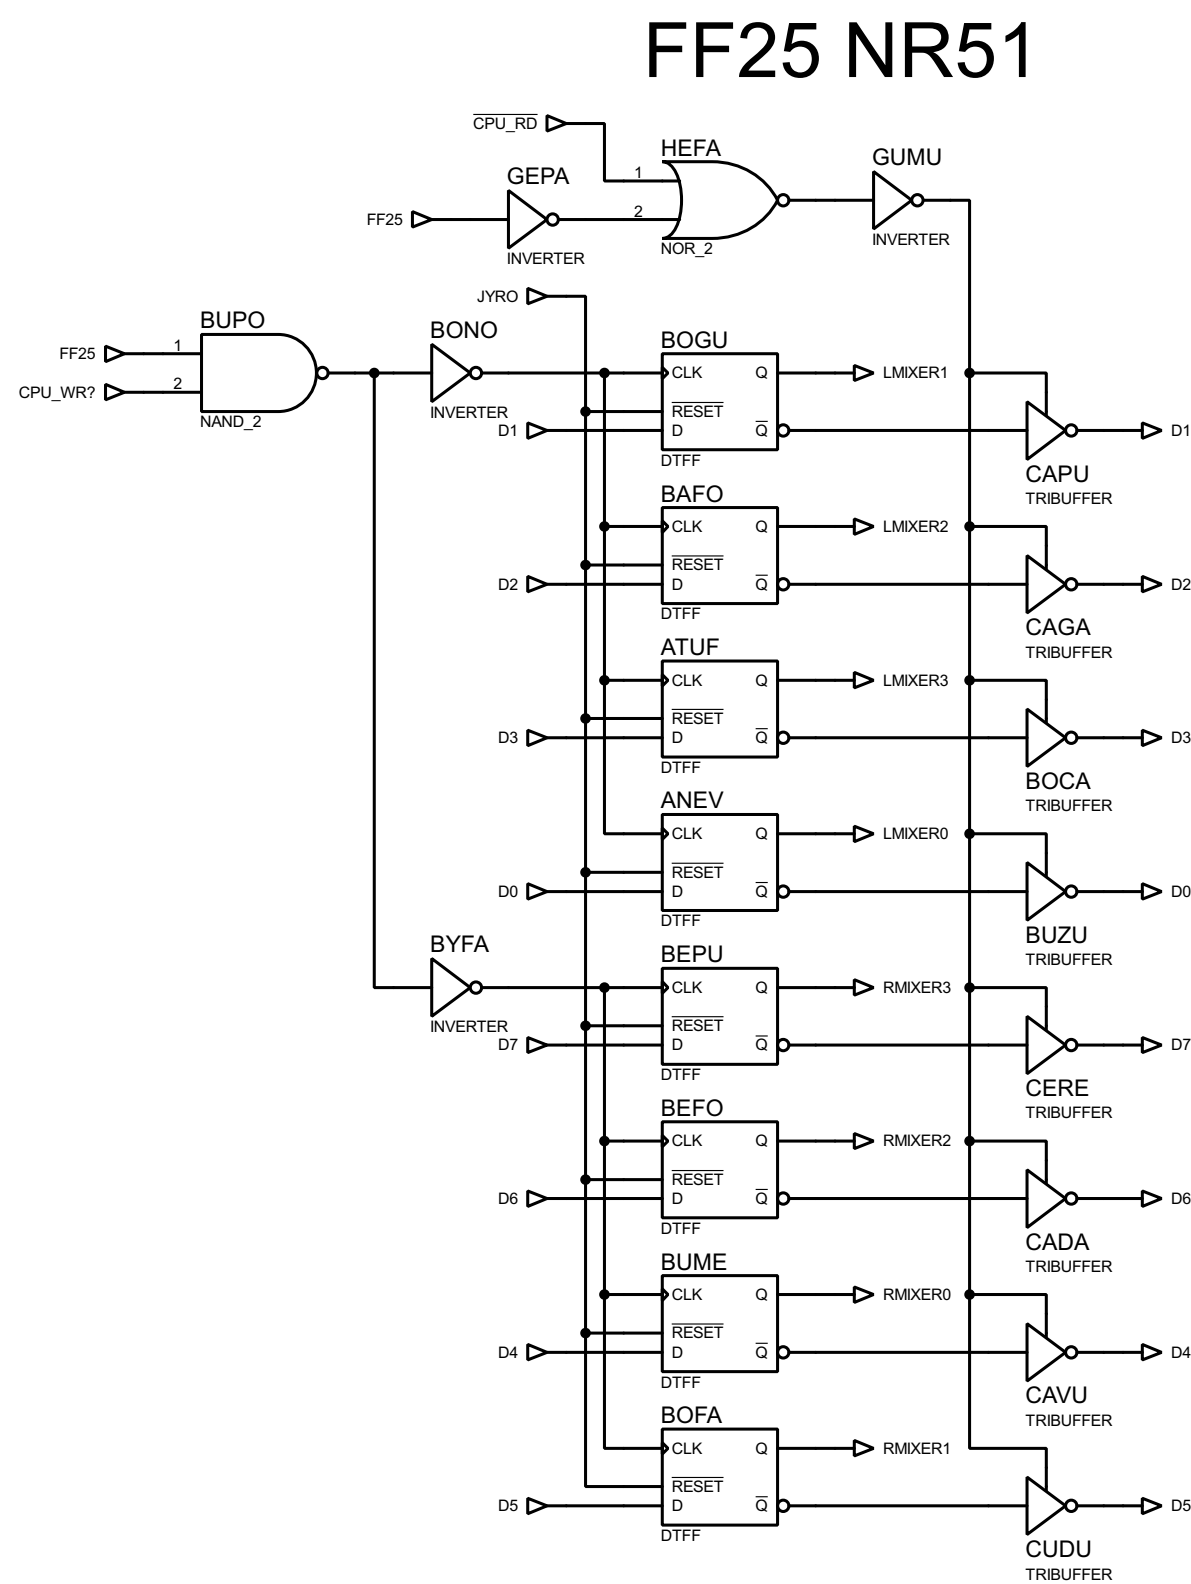 FF25 NR51
CPU_RD
HEFA
GUMU
GEPA
1
FF25
2
INVERTER
NOR_2
INVERTER
JYRO
BUPO
BONO
BOGU
FF25
1
CLK
Q
LMIXER1
CPU_WR?
2
RESET
NAND_2
INVERTER
D1
D
Q
D1
DTFF
CAPU
TRIBUFFER
BAFO
CLK
Q
LMIXER2
RESET
D2
D
Q
D2
DTFF
CAGA
TRIBUFFER
ATUF
CLK
Q
LMIXER3
RESET
D3
D
Q
D3
DTFF
BOCA
TRIBUFFER
ANEV
CLK
Q
LMIXER0
RESET
D0
D
Q
D0
DTFF
BUZU
TRIBUFFER
BYFA
BEPU
CLK
Q
RMIXER3
INVERTER
RESET
D7
D
Q
D7
DTFF
CERE
TRIBUFFER
BEFO
CLK
Q
RMIXER2
RESET
D6
D
Q
D6
DTFF
CADA
TRIBUFFER
BUME
CLK
Q
RMIXER0
RESET
D4
D
Q
D4
DTFF
CAVU
TRIBUFFER
BOFA
CLK
Q
RMIXER1
RESET
D5
D
Q
D5
DTFF
CUDU
TRIBUFFER